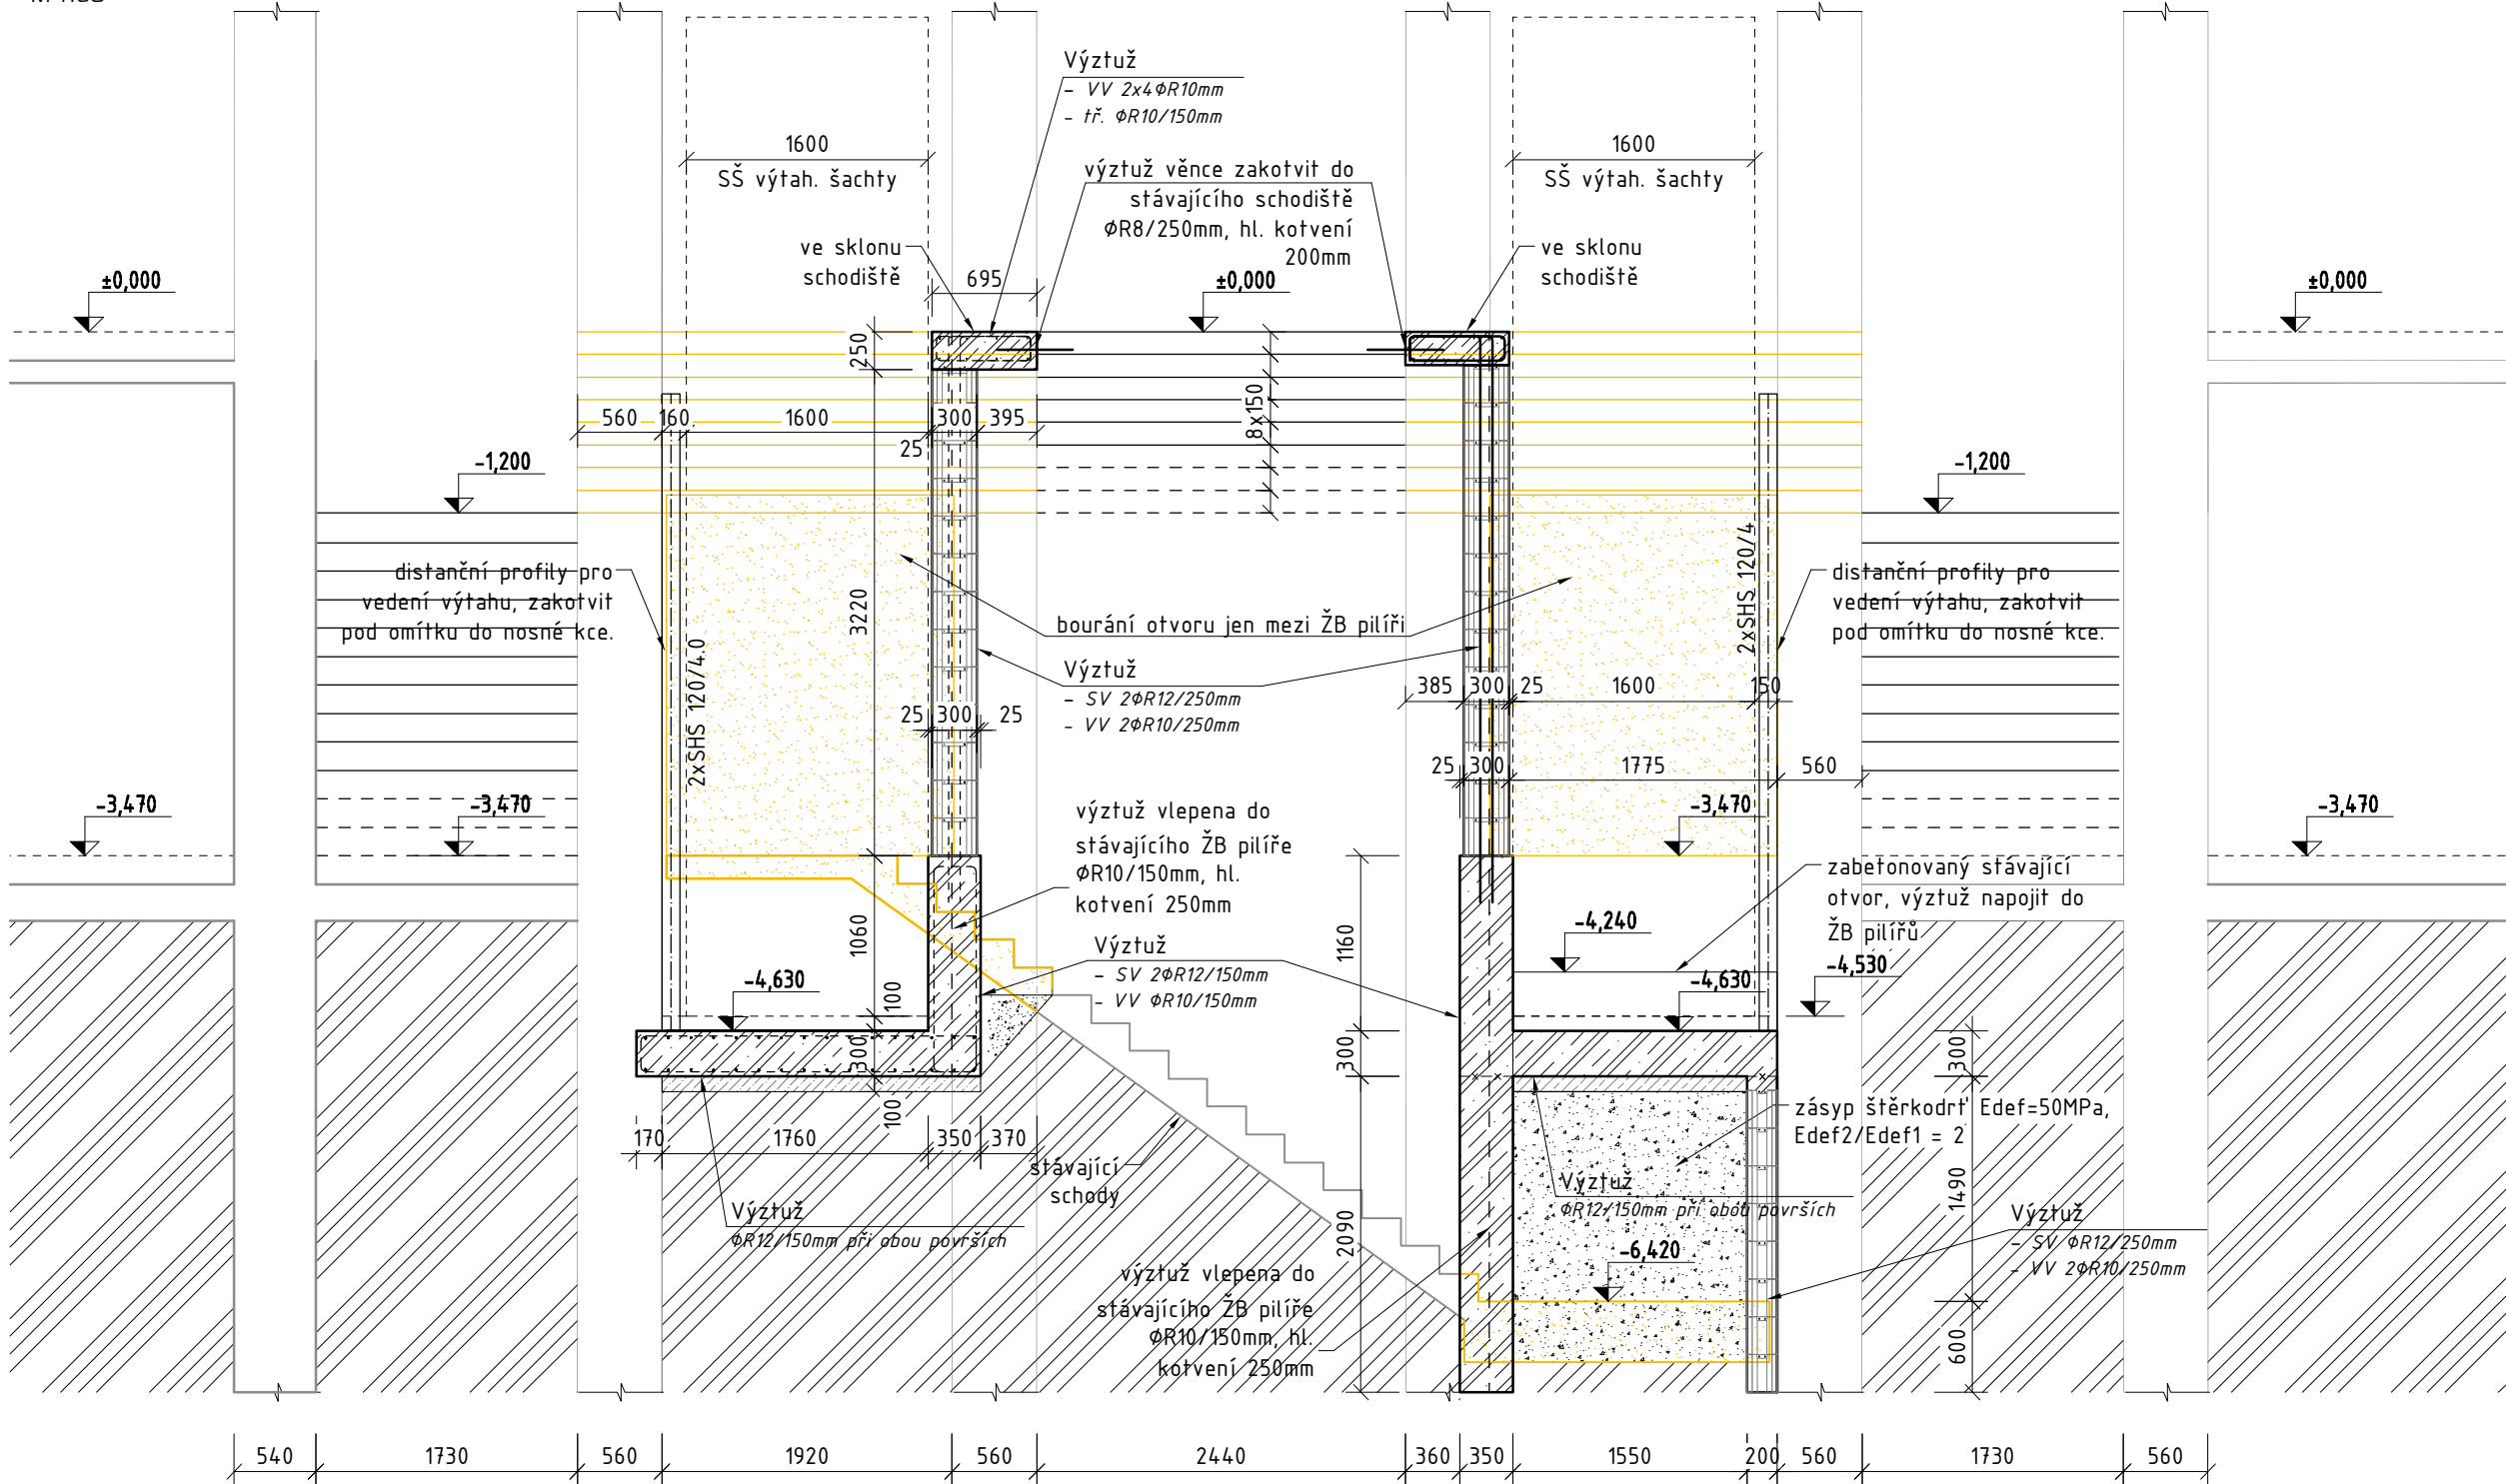 Výztuž
- VV 2x4ϕR10mm
- tř. ϕR10/150mm
1600
SŠ výtah. šachty
výztuž věnce zakotvit do
stávajícího schodiště
ϕR8/250mm, hl. kotvení
200mm
1600
SŠ výtah. šachty
ve sklonu
schodiště
ve sklonu
schodiště
±0,000
695
±0,000
±0,000
250
8x150
560
160
1600
300
395
25
-1,200
-1,200
distanční profily pro
vedení výtahu, zakotvit
pod omítku do nosné kce.
2xSHS 120/4.0
3220
bourání otvoru jen mezi ŽB pilíři
2xSHS 120/4
distanční profily pro
vedení výtahu, zakotvit
pod omítku do nosné kce.
Výztuž
- SV 2ϕR12/250mm
- VV 2ϕR10/250mm
385
300
25
1600
150
25
300
25
25
300
1775
560
-3,470
-3,470
-3,470
-3,470
výztuž vlepena do
stávajícího ŽB pilíře
ϕR10/150mm, hl.
kotvení 250mm
zabetonovaný stávající
otvor, výztuž napojit do
ŽB pilířů
1060
1160
-4,240
Výztuž
- SV 2ϕR12/150mm
- VV ϕR10/150mm
-4,630
100
-4,630
-4,530
300
300
300
100
zásyp štěrkodrť Edef=50MPa,
Edef2/Edef1 = 2
170
1760
350
370
stávající
schody
1490
Výztuž
ϕR12/150mm při obou površích
Výztuž
ϕR12/150mm při obou površích
Výztuž
- SV ϕR12/250mm
- VV 2ϕR10/250mm
2090
-6,420
výztuž vlepena do
stávajícího ŽB pilíře
ϕR10/150mm, hl.
kotvení 250mm
600
540
1730
560
1920
560
2440
360
350
1550
200
560
1730
560